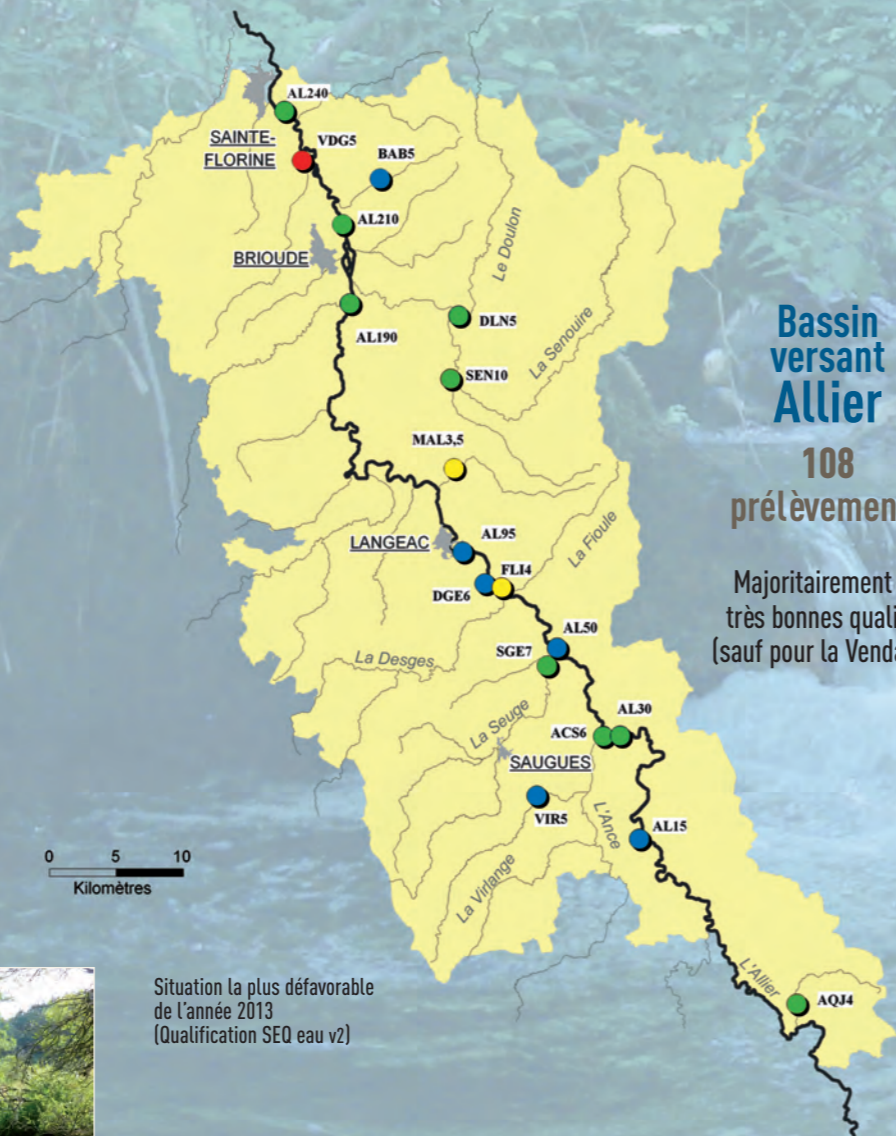 AL240
SAINTE-
FLORINE
VDG5
BAB5
AL210
BRIOUDE
Le Doulon
AL190
DLN5
La Senouire
SEN10
MAL3,5
LANGEAC
AL95
La Fioule
FLI4
DGE6
AL50
SGE7
La Desges
AL30
La Seuge
ACS6
SAUGUES
VIR5
L'Ance
AL15
La Virlange
L'Allier
AQJ4
0 5 10
Kilomètres
Bassin
versant
Allier
108
prélèvemen
Majoritairement
très bonnes quali
(sauf pour la Venda
Situation la plus défavorable
de l'année 2013
(Qualification SEQ eau v2)